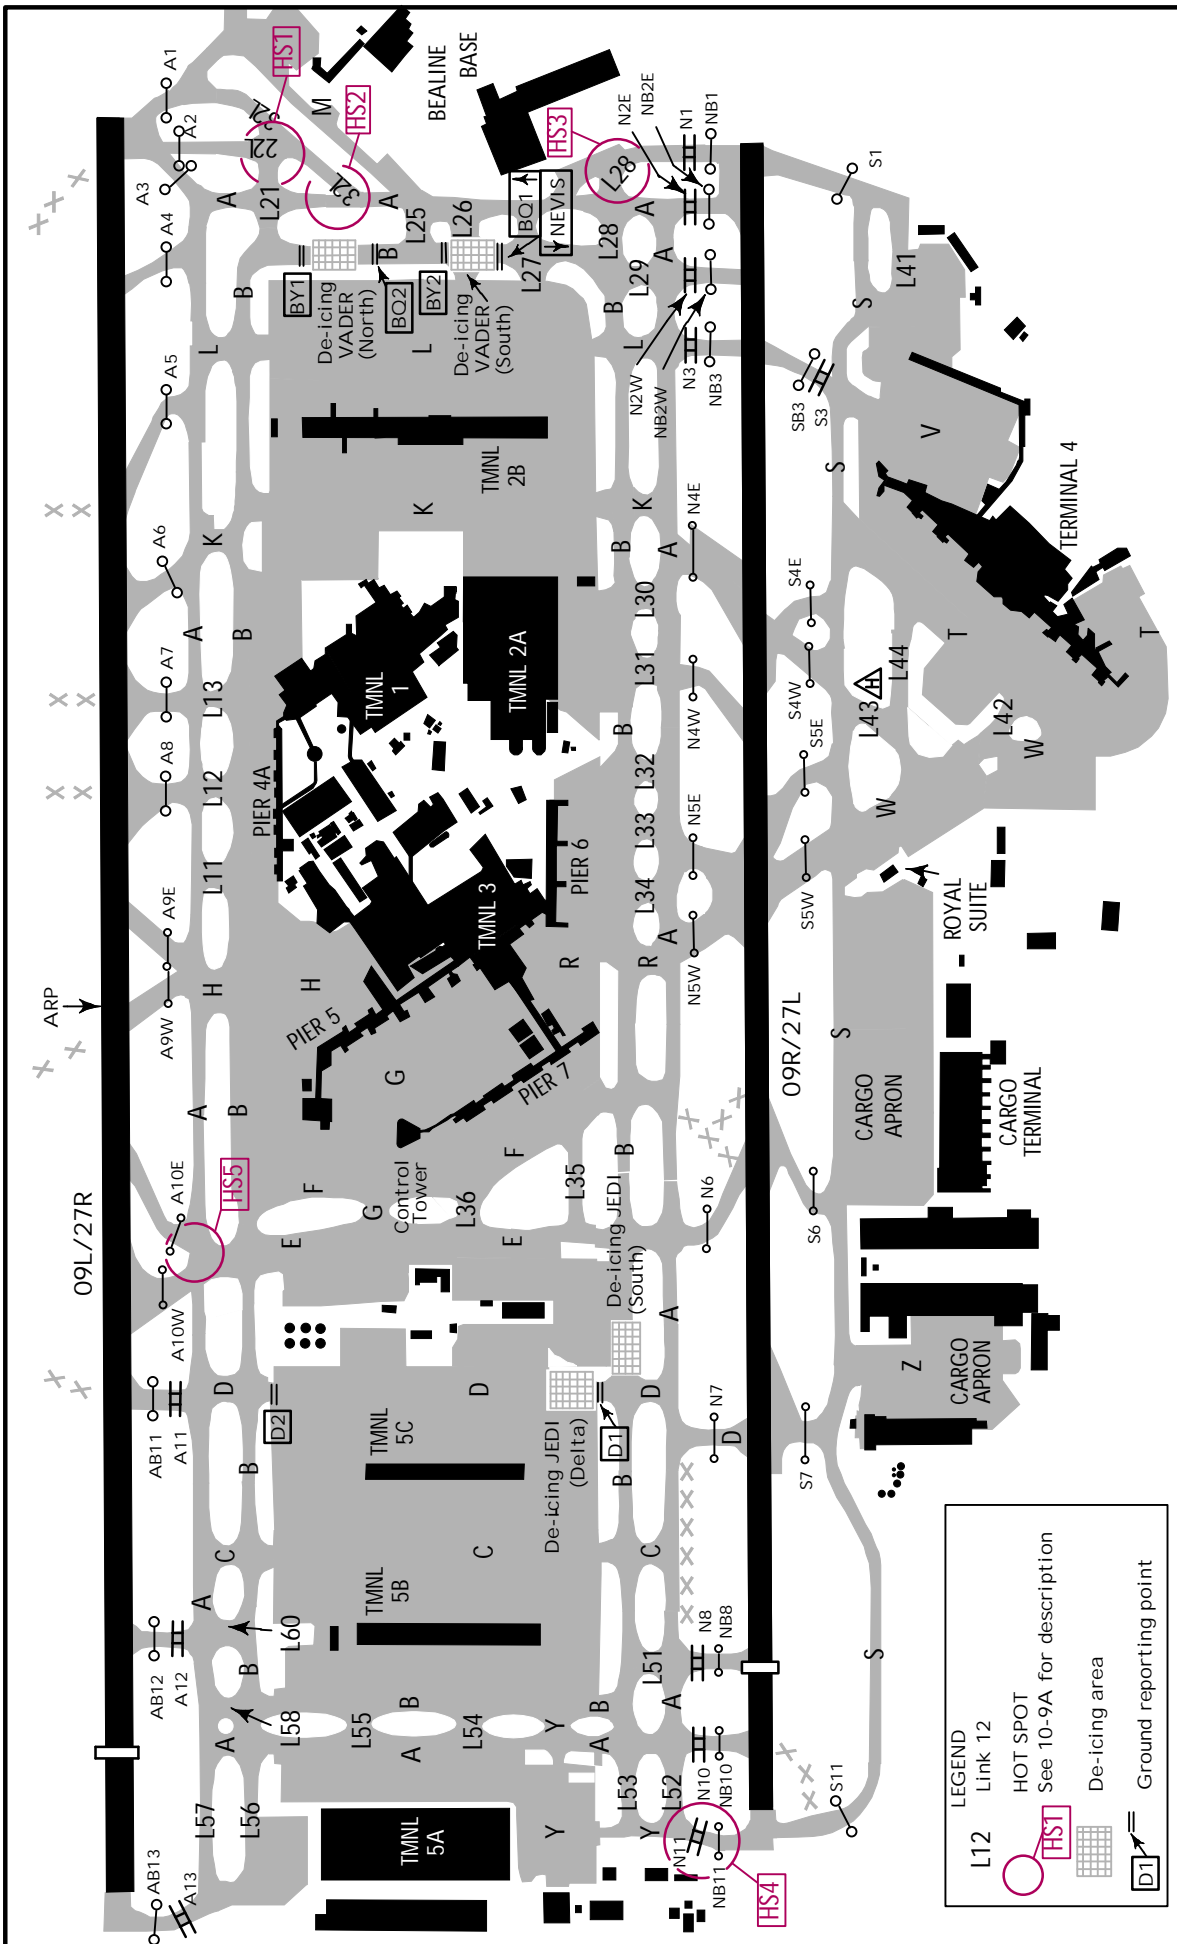 09L/27R
ARP
A1
A2
A3
A4
A5
A6
A7
A8
A9E
A9W
A10E
A10W
AB11
A11
AB12
A12
AB13
A13
HS1
HS2
HS3
HS5
22L
32L
32L
M
BEALINE
BASE
A
L21
A
L25
L26
B
L
BY1
De-icing
VADER
(North)
BQ2
BY2
L
De-icing
VADER
(South)
BQ1
NEVIS
L27
L28
L28
A
B
L29
A
L
N2E
NB2E
N1
NB1
N2W
NB2W
N3
NB3
TMNL
2B
K
K
K
B
A
N4E
A
B
L13
L12
L11
PIER 4A
TMNL
1
TMNL 2A
L30
L31
B
L32
L33
L34
N4W
N5E
N5W
H
H
TMNL 3
PIER 6
PIER 5
PIER 7
R
R
A
G
A
B
Control
Tower
F
G
F
L36
L35
B
E
E
N6
De-icing JEDI
(South)
A
D
D2
D
De-icing JEDI
(Delta)
D1
D
B
N7
D
TMNL
5C
B
C
C
C
A
TMNL
5B
L60
B
L58
A
L55
B
A
L54
Y
B
A
L51
A
N8
NB8
L57
L56
TMNL
5A
Y
L53
L52
Y
N10
NB10
N11
NB11
HS4
09R/27L
S1
S
L41
SB3
S3
S
V
TERMINAL 4
S4E
S4W
L43
H
L44
T
T
L42
W
S5E
W
S5W
ROYAL
SUITE
S
CARGO
APRON
CARGO
TERMINAL
S6
Z
CARGO
APRON
S7
S
S11
LEGEND
L12 Link 12
HS1 HOT SPOT
See 10-9A for description
De-icing area
D1 Ground reporting point